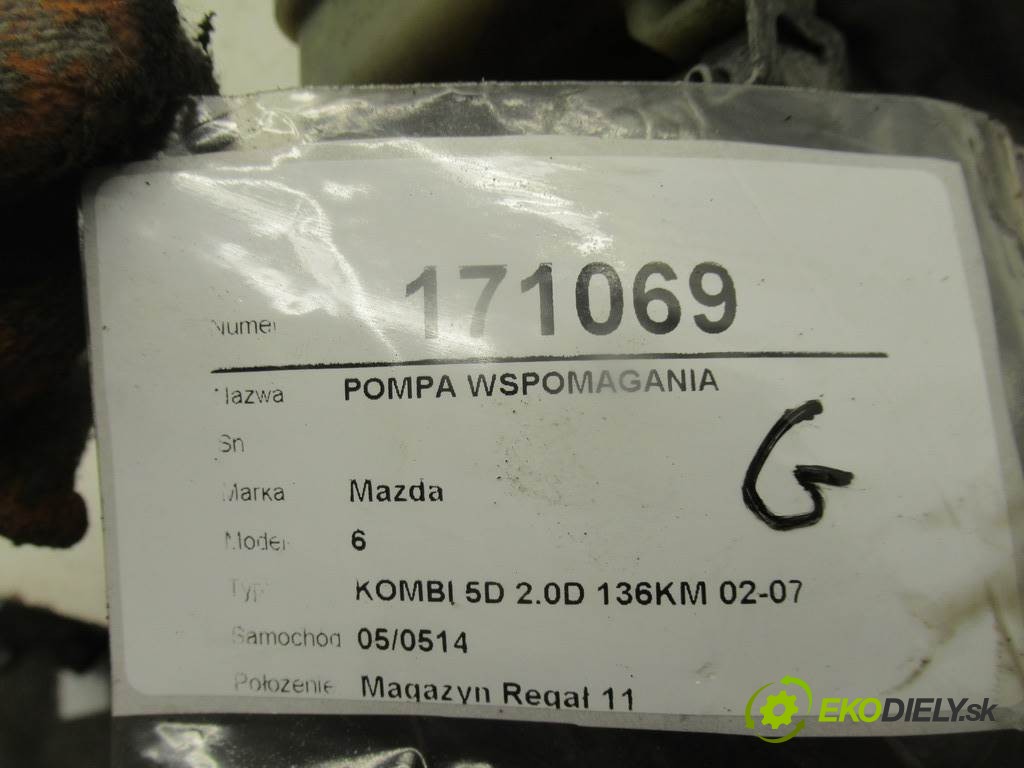 Numer 171069
Nazwa POMPA WSPOMAGANIA
Sn
Marka Mazda
Model 6
Typ KOMBI 5D 2.0D 136KM 02-07
Samochod 05/0514
Położenie Magazyn Regał 11
G
EKODIELY.sk